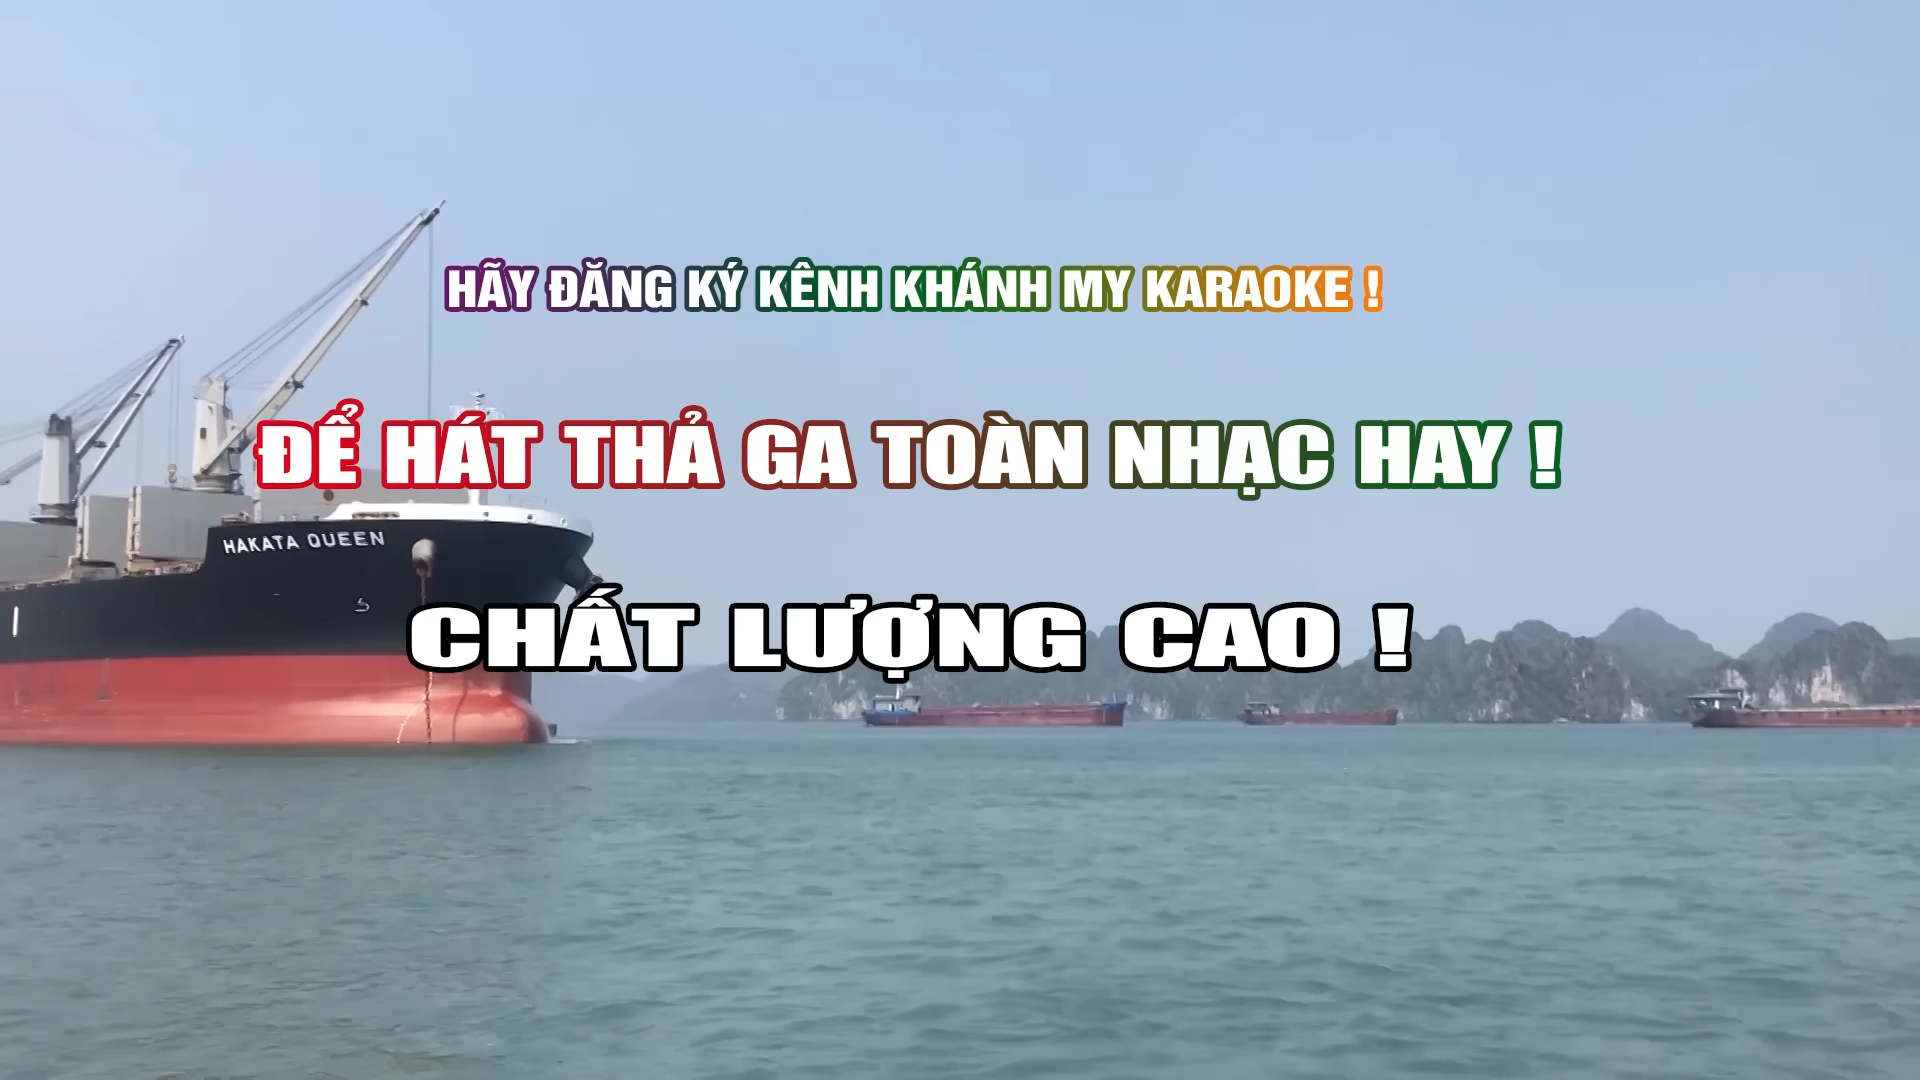 HÃY ĐĂNG KÝ KÊNH KHÁNH MY KARAOKE !
ĐỂ HÁT THẢ GA TOÀN NHẠC HAY !
HAKATA QUEEN
CHẤT LƯỢNG CAO !